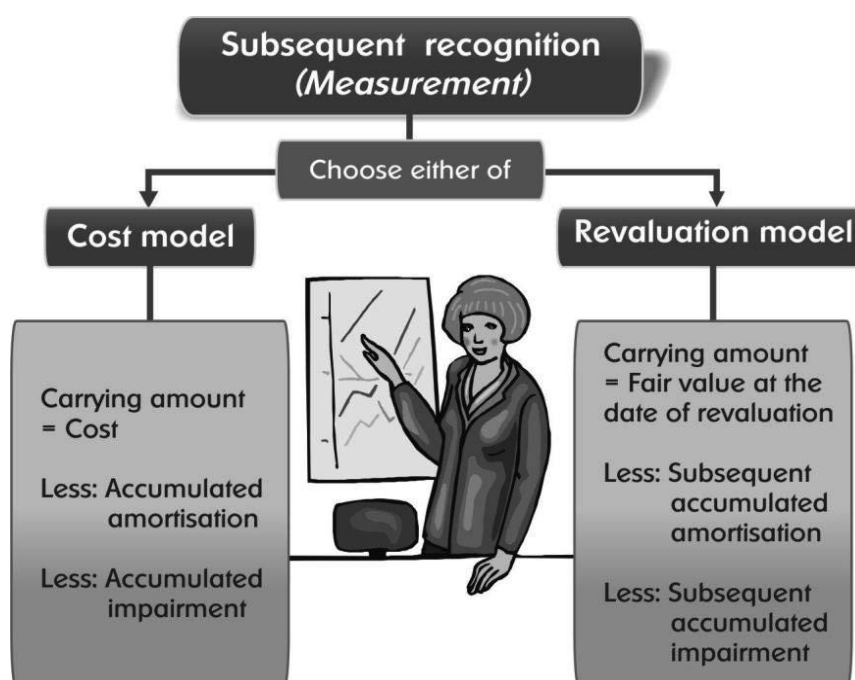 Subsequent recognition
(Measurement)
Choose either of
Cost model
Revaluation model
Carrying amount
= Cost
Less: Accumulated
amortisation
Less: Accumulated
impairment
Carrying amount
= Fair value at the
date of revaluation
Less: Subsequent
accumulated
amortisation
Less: Subsequent
accumulated
impairment